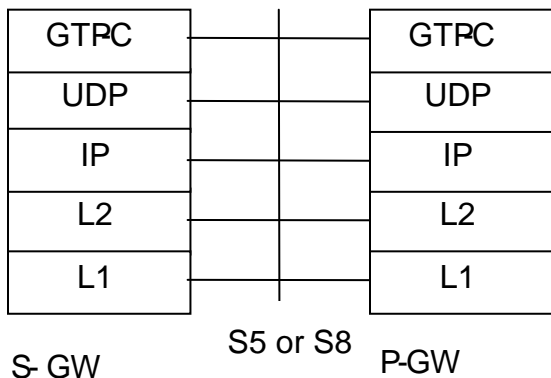 GTP-C GTP-C
UDP UDP
IP IP
L2 L2
L1 L1
S5 or S8
S- GW P-GW